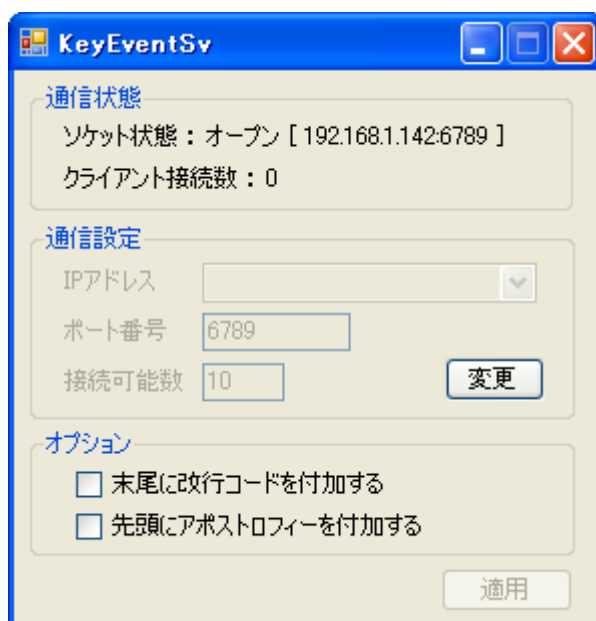 KeyEventSv
通信状態
ソケット状態：オープン [ 192.168.1.142:6789 ]
クライアント接続数：0
通信設定
IPアドレス
ポート番号 6789
接続可能数 10 変更
オプション
末尾に改行コードを付加する
先頭にアポストロフィーを付加する
適用